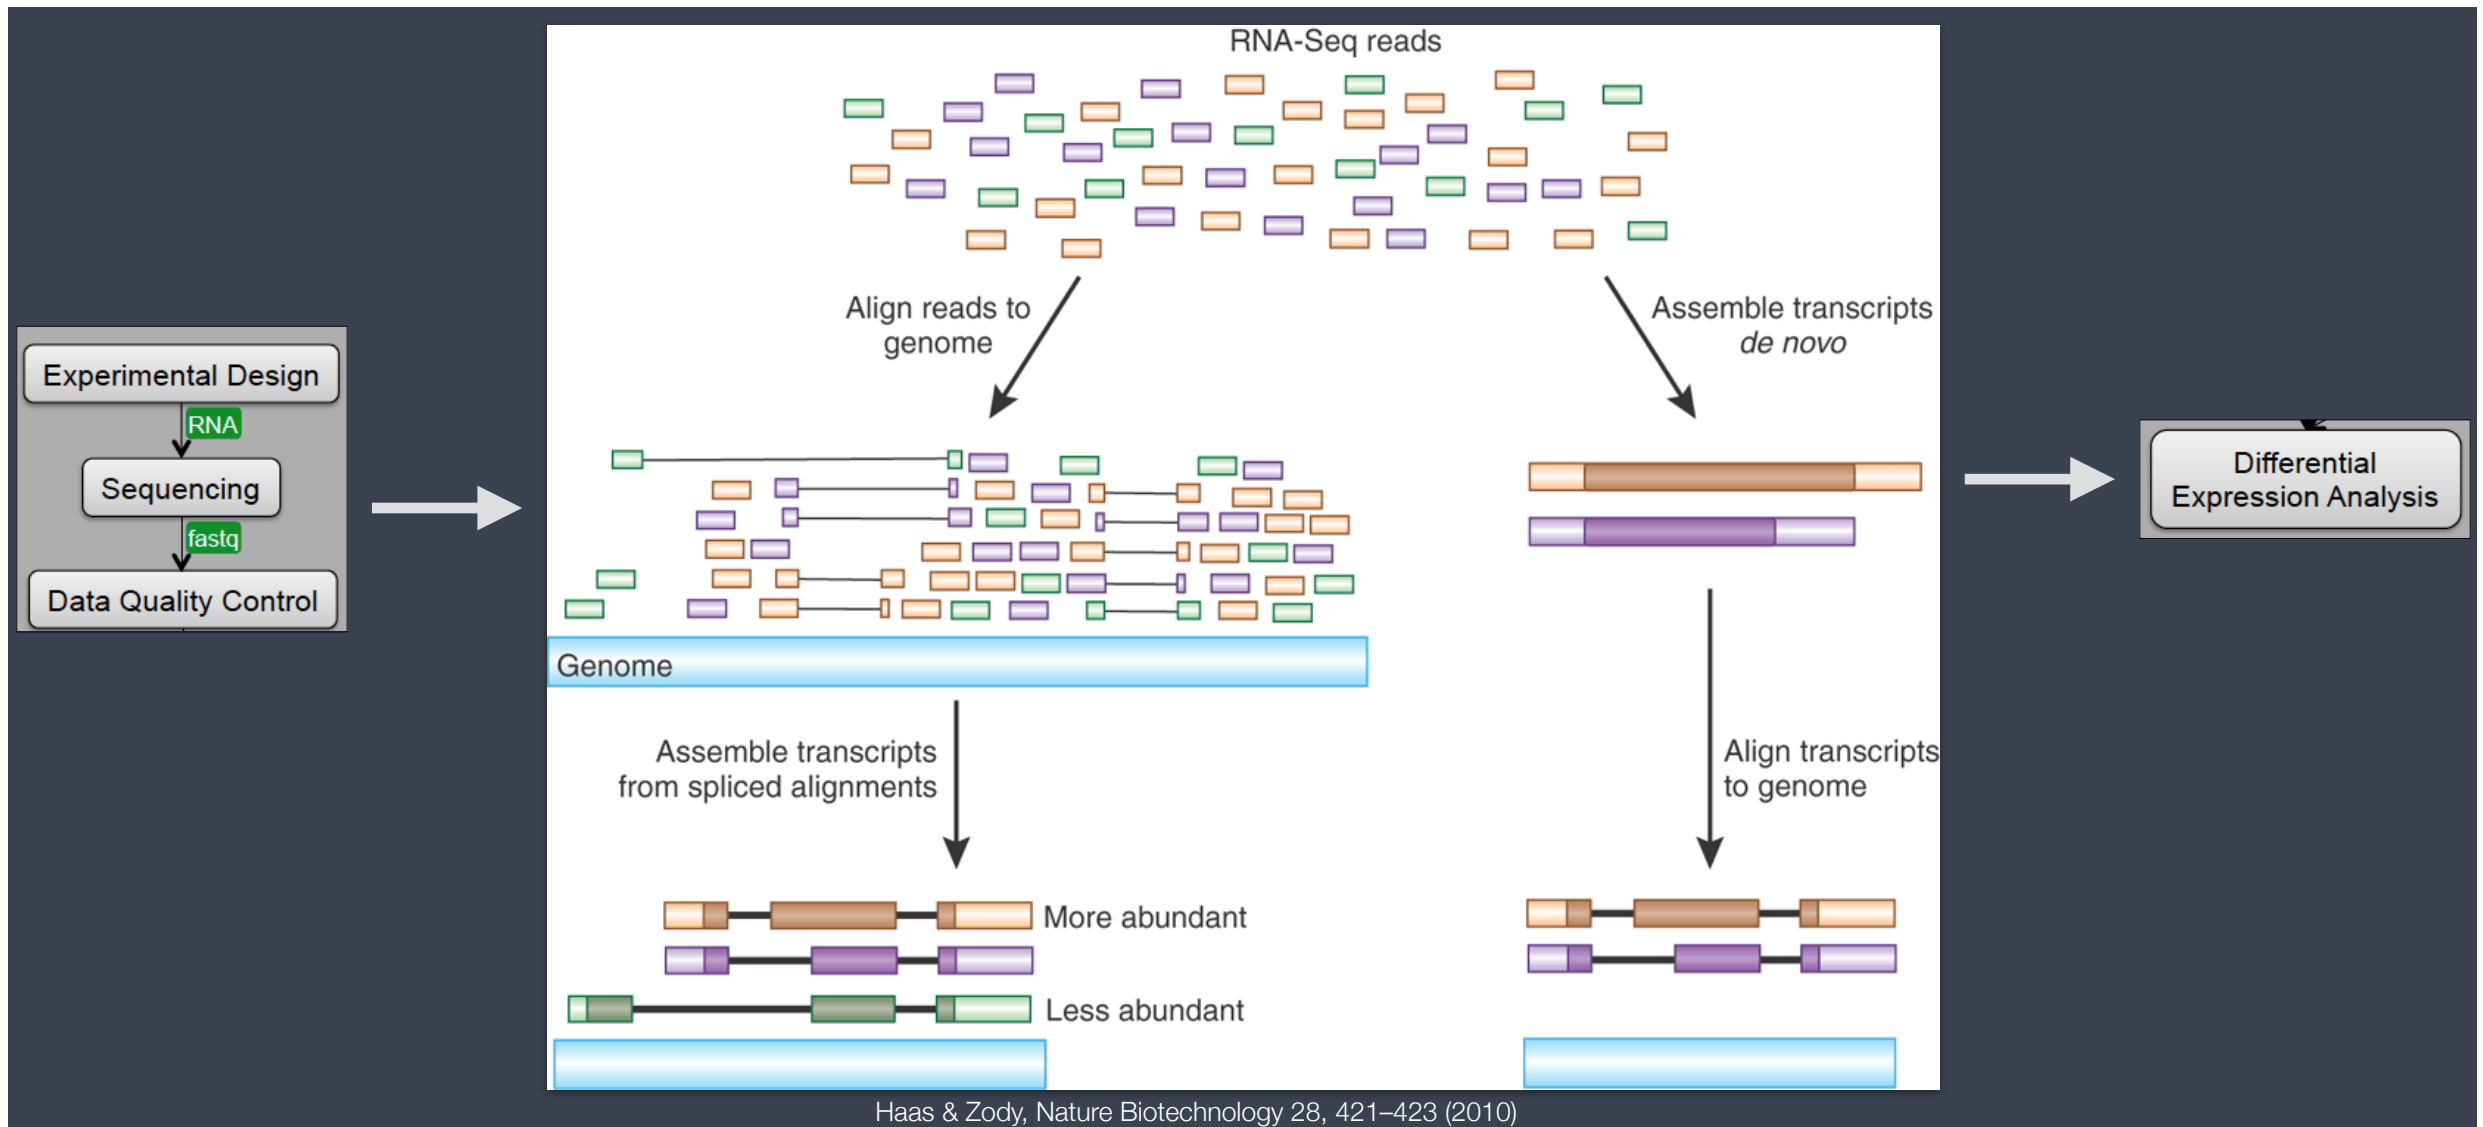 RNA-Seq reads
Align reads to
genome
Assemble transcripts
de novo
Experimental Design
RNA
Sequencing
fastq
Data Quality Control
Differential
Expression Analysis
Genome
Assemble transcripts
from spliced alignments
Align transcripts
to genome
More abundant
Less abundant
Haas & Zody, Nature Biotechnology 28, 421–423 (2010)